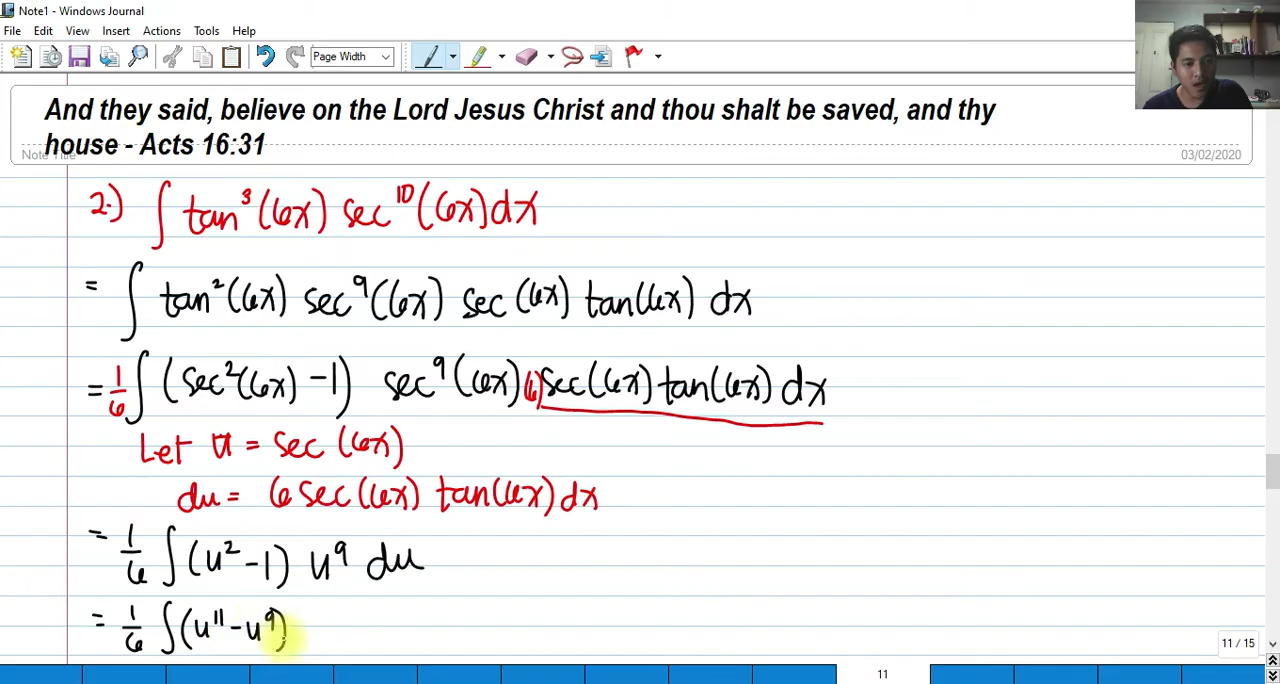 Note1 - Windows Journal
File Edit View Insert Actions Tools Help
Page Width
And they said, believe on the Lord Jesus Christ and thou shalt be saved, and thy
house - Acts 16:31
Note Title
03/02/2020
2.) ∫ tan³(6x) sec¹⁰(6x)dx
= ∫ tan²(6x) sec⁹(6x) sec(6x) tan(6x) dx
= 1/6 ∫ (sec²(6x) - 1) sec⁹(6x) (6) sec(6x) tan(6x) dx
Let u = sec (6x)
du = 6 sec(6x) tan(6x) dx
= 1/6 ∫ (u² - 1) u⁹ du
= 1/6 ∫ (u¹¹ - u⁹)
11 / 15
11